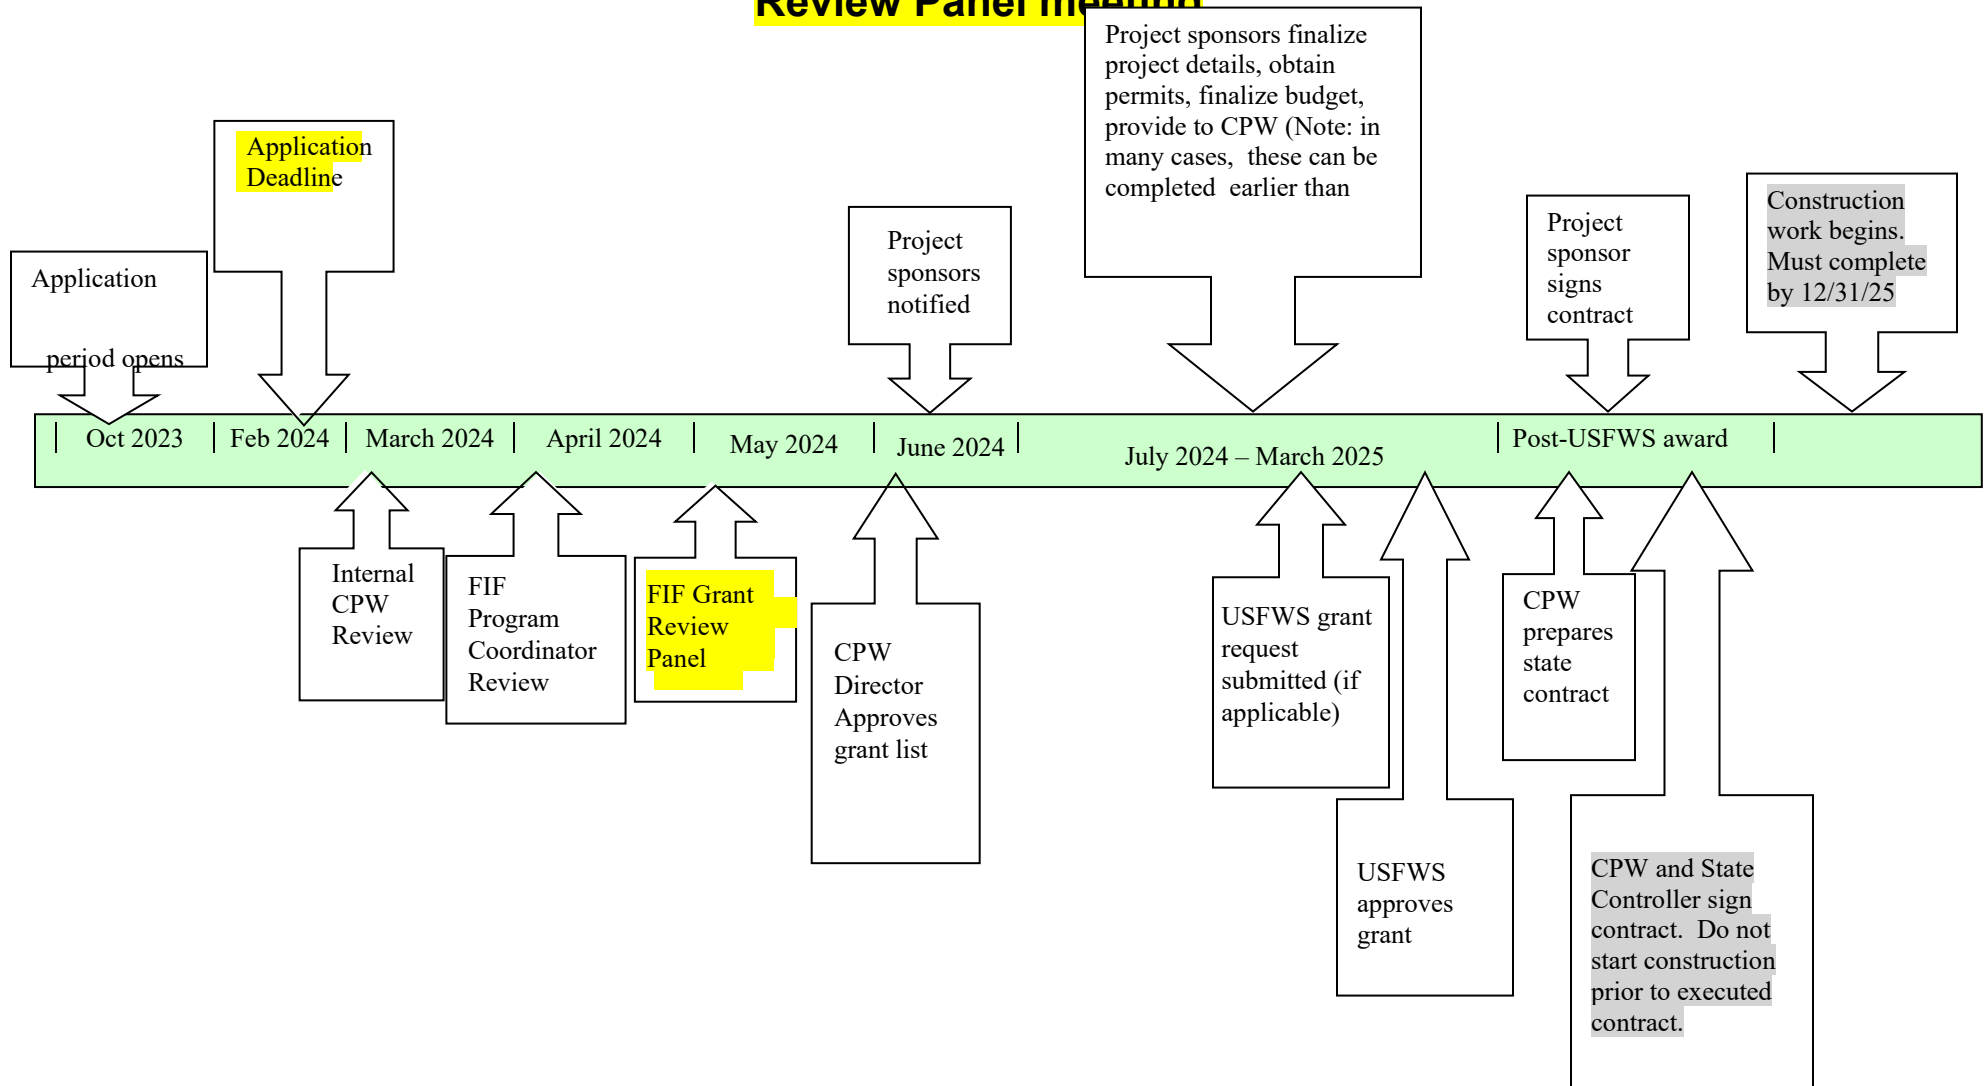 Review Panel meeting
Project sponsors finalize
project details, obtain
permits, finalize budget,
provide to CPW (Note: in
many cases,  these can be
completed  earlier than
Application
Deadline
Application
period opens
Project
sponsors
notified
Project
sponsor
signs
contract
Construction
work begins.
Must complete
by 12/31/25
Oct 2023
Feb 2024
March 2024
April 2024
May 2024
June 2024
July 2024 – March 2025
Post-USFWS award
Internal
CPW
Review
FIF
Program
Coordinator
Review
FIF Grant
Review
Panel
CPW
Director
Approves
grant list
USFWS grant
request
submitted (if
applicable)
USFWS
approves
grant
CPW
prepares
state
contract
CPW and State
Controller sign
contract.  Do not
start construction
prior to executed
contract.